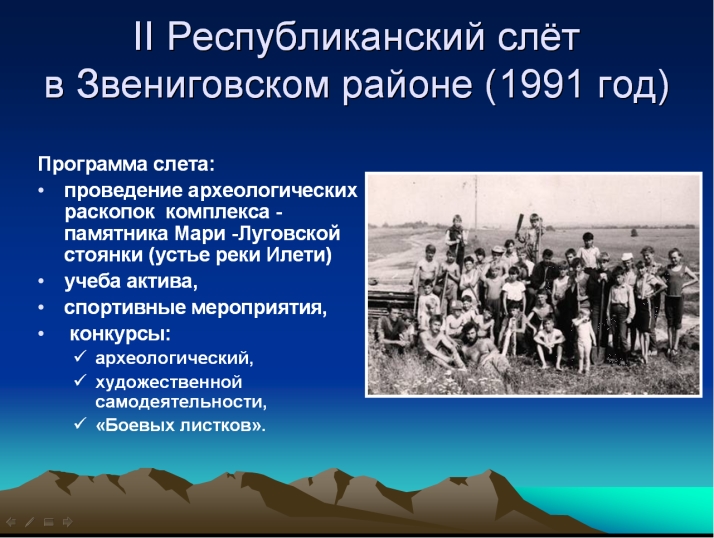 II Республиканский слёт
в Звениговском районе (1991 год)
Программа слета:
• проведение археологических
раскопок комплекса -
памятника Мари -Луговской
стоянки (устье реки Илети)
• учеба актива,
• спортивные мероприятия,
• конкурсы:
✓ археологический,
✓ художественной
самодеятельности,
✓ «Боевых листков».